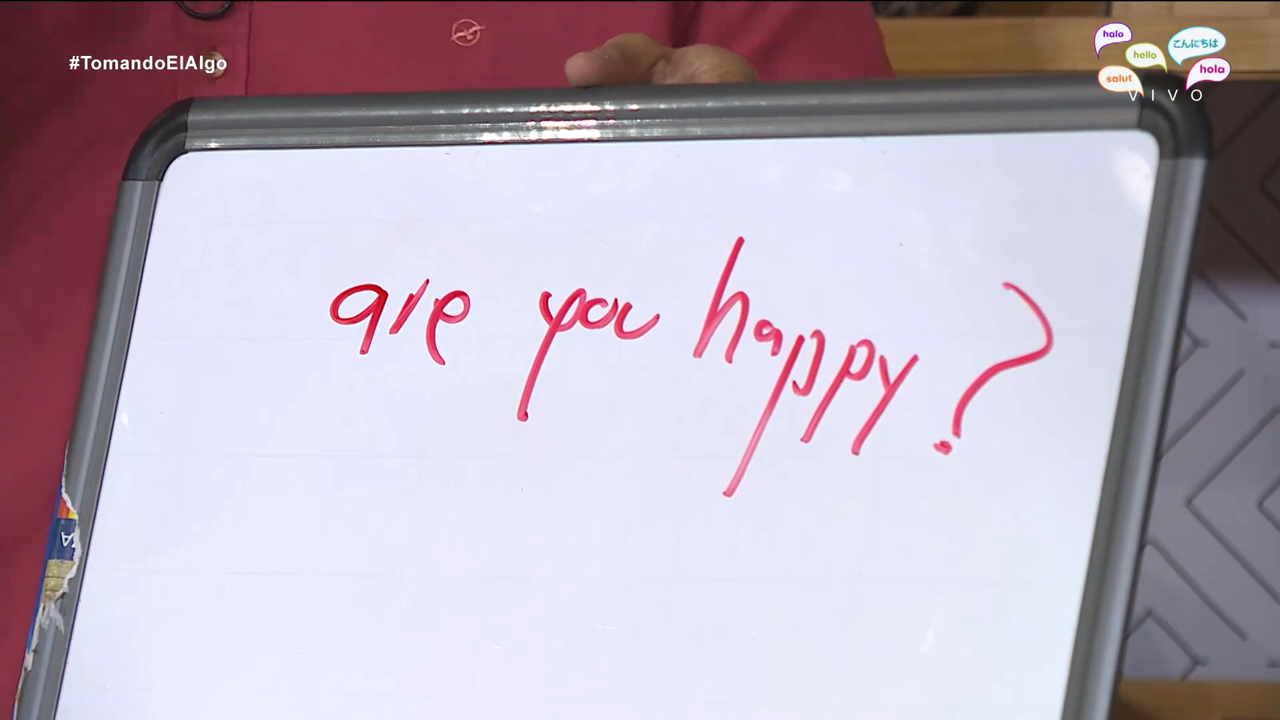 #TomandoElAlgo
halo
hello
こんにちは
salut
hola
VIVO
are you happy?